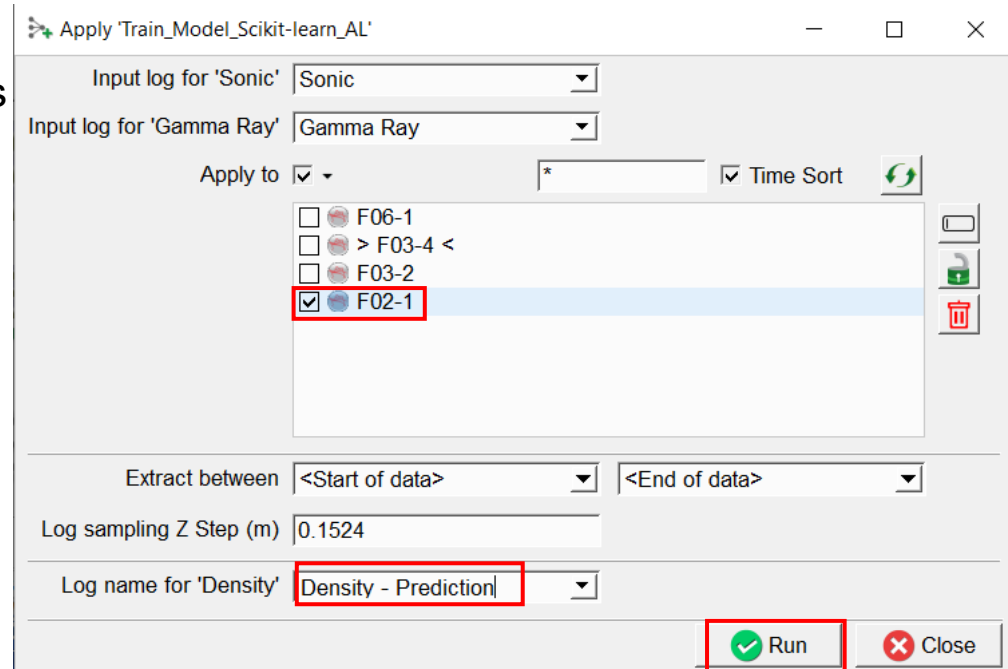 Apply 'Train_Model_Scikit-learn_AL'
s
Input log for 'Sonic' Sonic
Input log for 'Gamma Ray' Gamma Ray
Apply to * Time Sort
F06-1
> F03-4 <
F03-2
F02-1
Extract between <Start of data> <End of data>
Log sampling Z Step (m) 0.1524
Log name for 'Density' Density - Prediction
Run Close